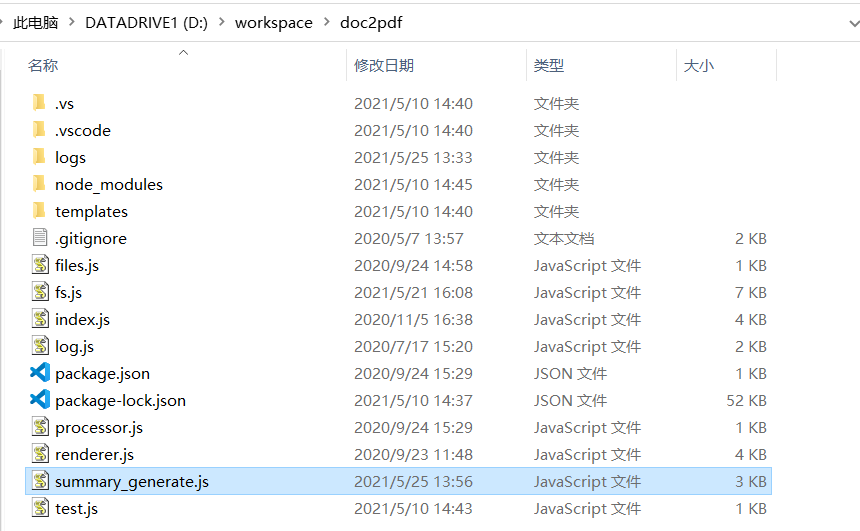 此电脑 > DATADRIVE1 (D:) > workspace > doc2pdf
名称 修改日期 类型 大小
.vs 2021/5/10 14:40 文件夹
.vscode 2021/5/10 14:40 文件夹
logs 2021/5/25 13:33 文件夹
node_modules 2021/5/10 14:45 文件夹
templates 2021/5/10 14:40 文件夹
.gitignore 2020/5/7 13:57 文本文档 2 KB
files.js 2020/9/24 14:58 JavaScript 文件 1 KB
fs.js 2021/5/21 16:08 JavaScript 文件 7 KB
index.js 2020/11/5 16:38 JavaScript 文件 4 KB
log.js 2020/7/17 15:20 JavaScript 文件 2 KB
package.json 2020/9/24 15:29 JSON 文件 1 KB
package-lock.json 2021/5/10 14:37 JSON 文件 52 KB
processor.js 2020/9/24 15:29 JavaScript 文件 1 KB
renderer.js 2020/9/23 11:48 JavaScript 文件 4 KB
summary_generate.js 2021/5/25 13:56 JavaScript 文件 3 KB
test.js 2021/5/10 14:43 JavaScript 文件 1 KB